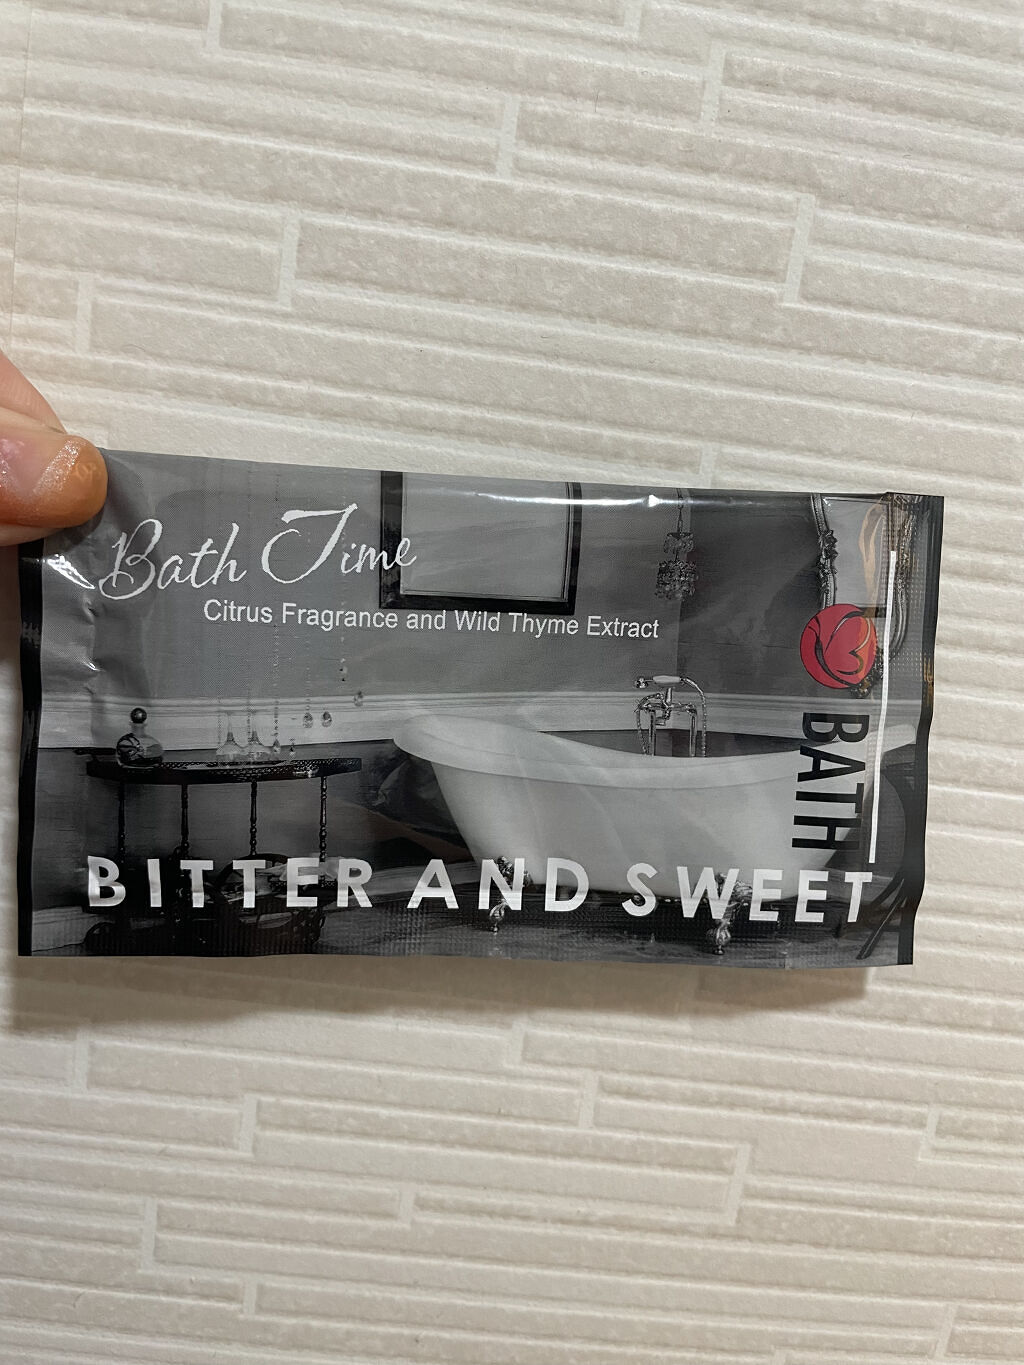 Bath Time
Citrus Fragrance and Wild Thyme Extract
BATH
BITTER AND SWEET